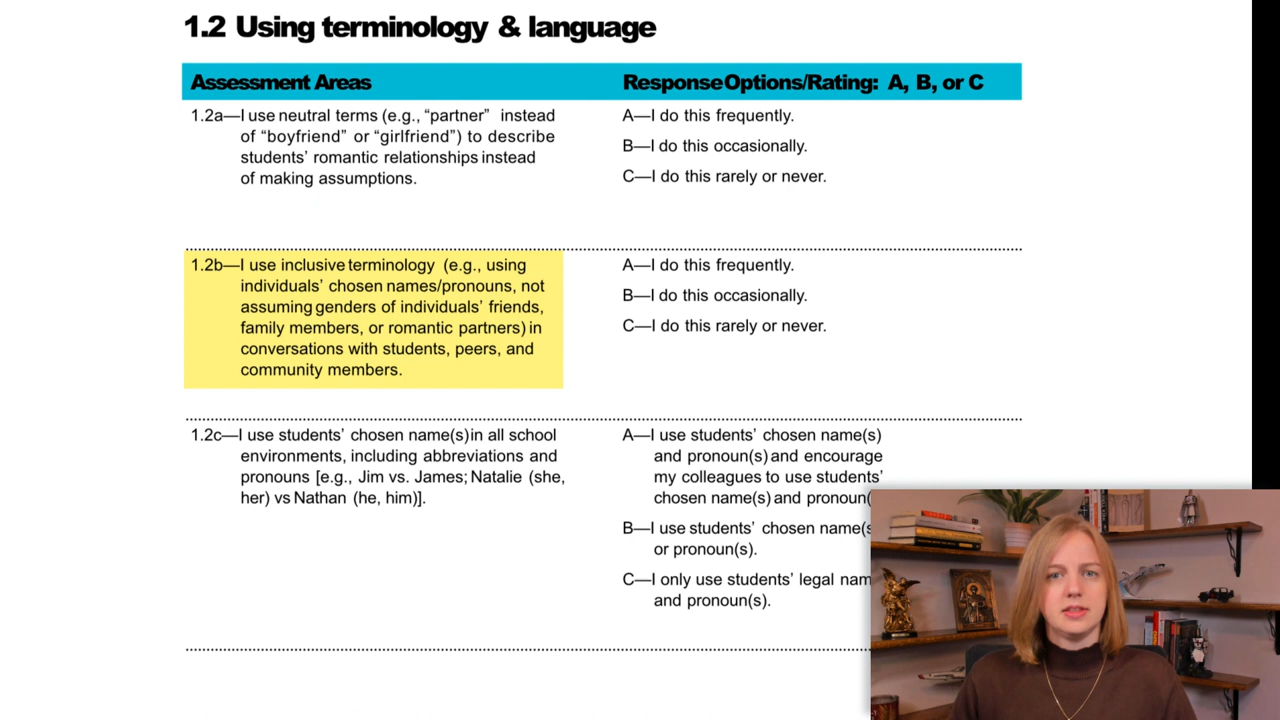 1.2 Using terminology & language
Assessment Areas
Response Options/Rating: A, B, or C
1.2a—I use neutral terms (e.g., “partner” instead
of “boyfriend” or “girlfriend”) to describe
students’ romantic relationships instead
of making assumptions.
A—I do this frequently.
B—I do this occasionally.
C—I do this rarely or never.
1.2b—I use inclusive terminology (e.g., using
individuals’ chosen names/pronouns, not
assuming genders of individuals’ friends,
family members, or romantic partners) in
conversations with students, peers, and
community members.
A—I do this frequently.
B—I do this occasionally.
C—I do this rarely or never.
1.2c—I use students’ chosen name(s) in all school
environments, including abbreviations and
pronouns [e.g., Jim vs. James; Natalie (she,
her) vs Nathan (he, him)].
A—I use students’ chosen name(s)
and pronoun(s) and encourage
my colleagues to use students’
chosen name(s) and pronoun(
B—I use students’ chosen name(s
or pronoun(s).
C—I only use students’ legal nam
and pronoun(s).